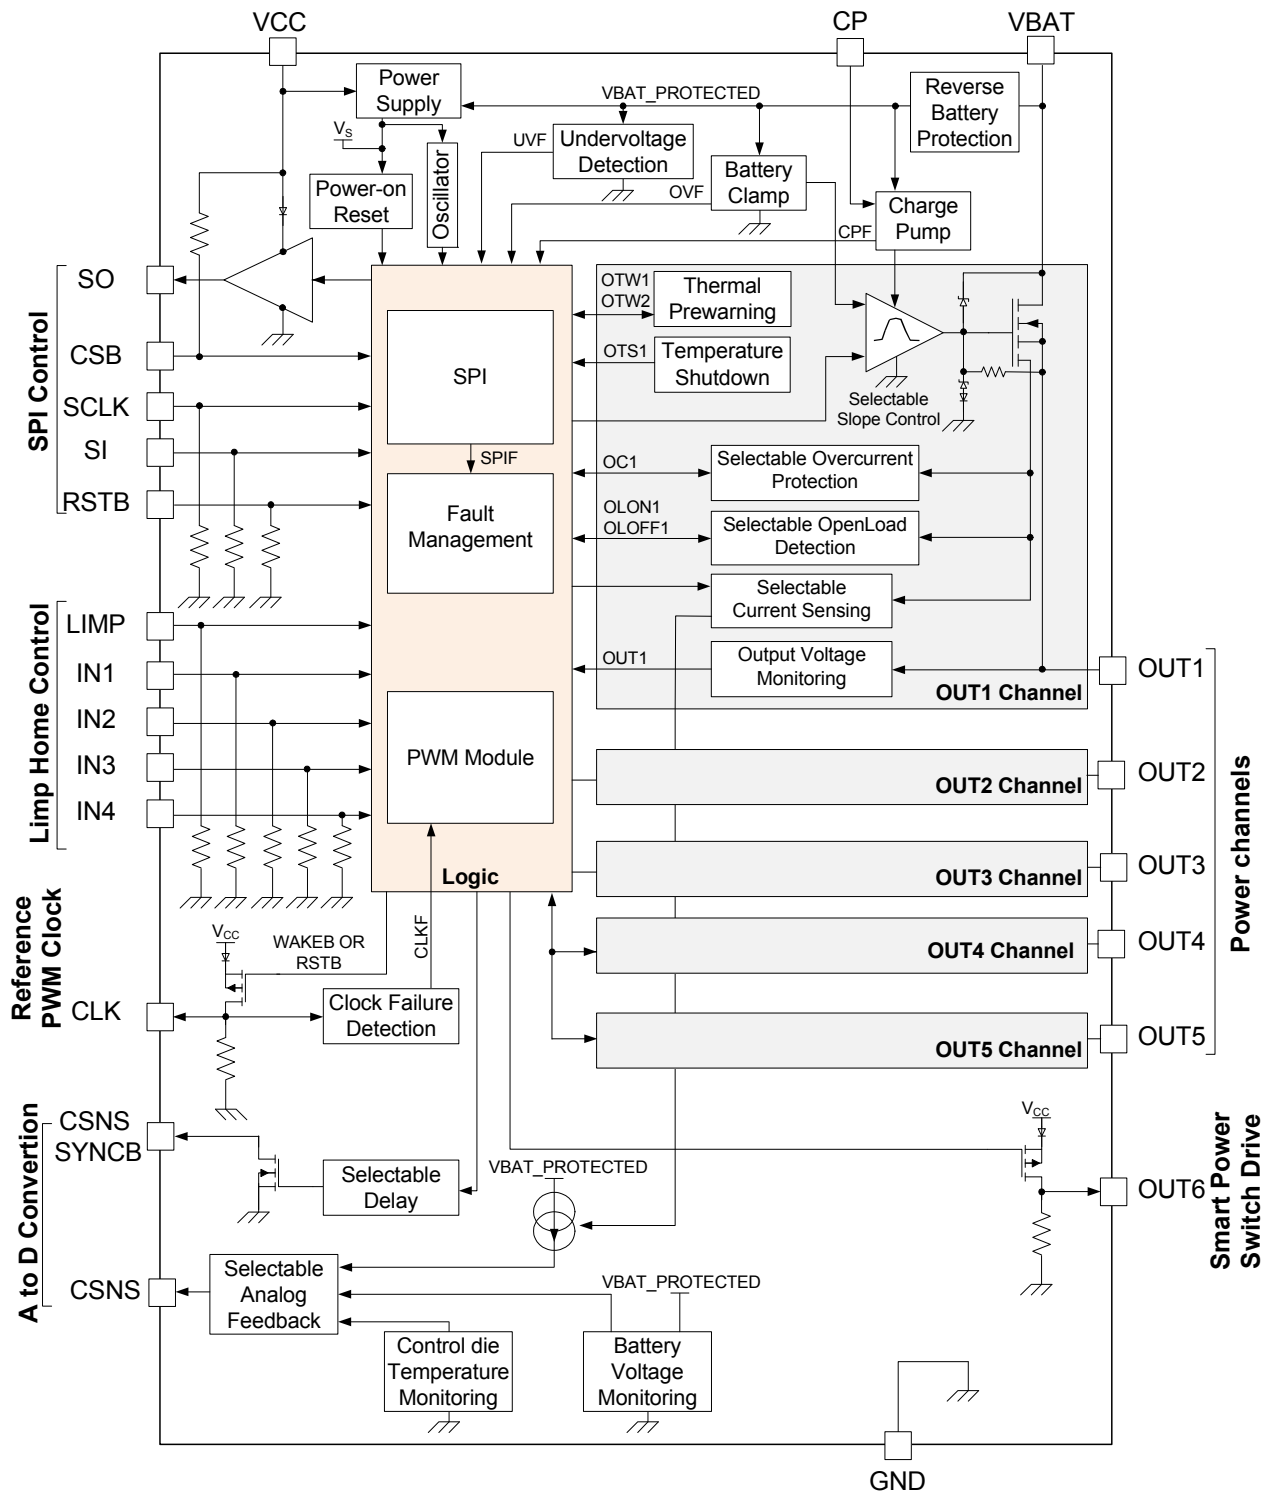 VCC
CP
VBAT
Power
Supply
VBAT_PROTECTED
Reverse
Battery
Protection
VS
UVF
Undervoltage
Detection
Oscillator
Power-on
Reset
OVF
Battery
Clamp
CPF
Charge
Pump
SPI Control
SO
CSB
SCLK
SI
RSTB
SPI
SPIF
Fault
Management
PWM Module
Logic
OTW1
OTW2
Thermal
Prewarning
OTS1
Temperature
Shutdown
Selectable
Slope Control
OC1
Selectable Overcurrent
Protection
OLON1
OLOFF1
Selectable OpenLoad
Detection
Selectable
Current Sensing
OUT1
Output Voltage
Monitoring
OUT1 Channel
OUT1
Limp Home Control
LIMP
IN1
IN2
IN3
IN4
OUT2 Channel
OUT2
OUT3 Channel
OUT3
OUT4 Channel
OUT4
OUT5 Channel
OUT5
Power channels
Reference
PWM Clock
VCC
WAKEB OR
RSTB
CLKF
CLK
Clock Failure
Detection
A to D Convertion
CSNS
SYNCB
Selectable
Delay
VBAT_PROTECTED
VCC
OUT6
Smart Power
Switch Drive
CSNS
Selectable
Analog
Feedback
VBAT_PROTECTED
Control die
Temperature
Monitoring
Battery
Voltage
Monitoring
GND